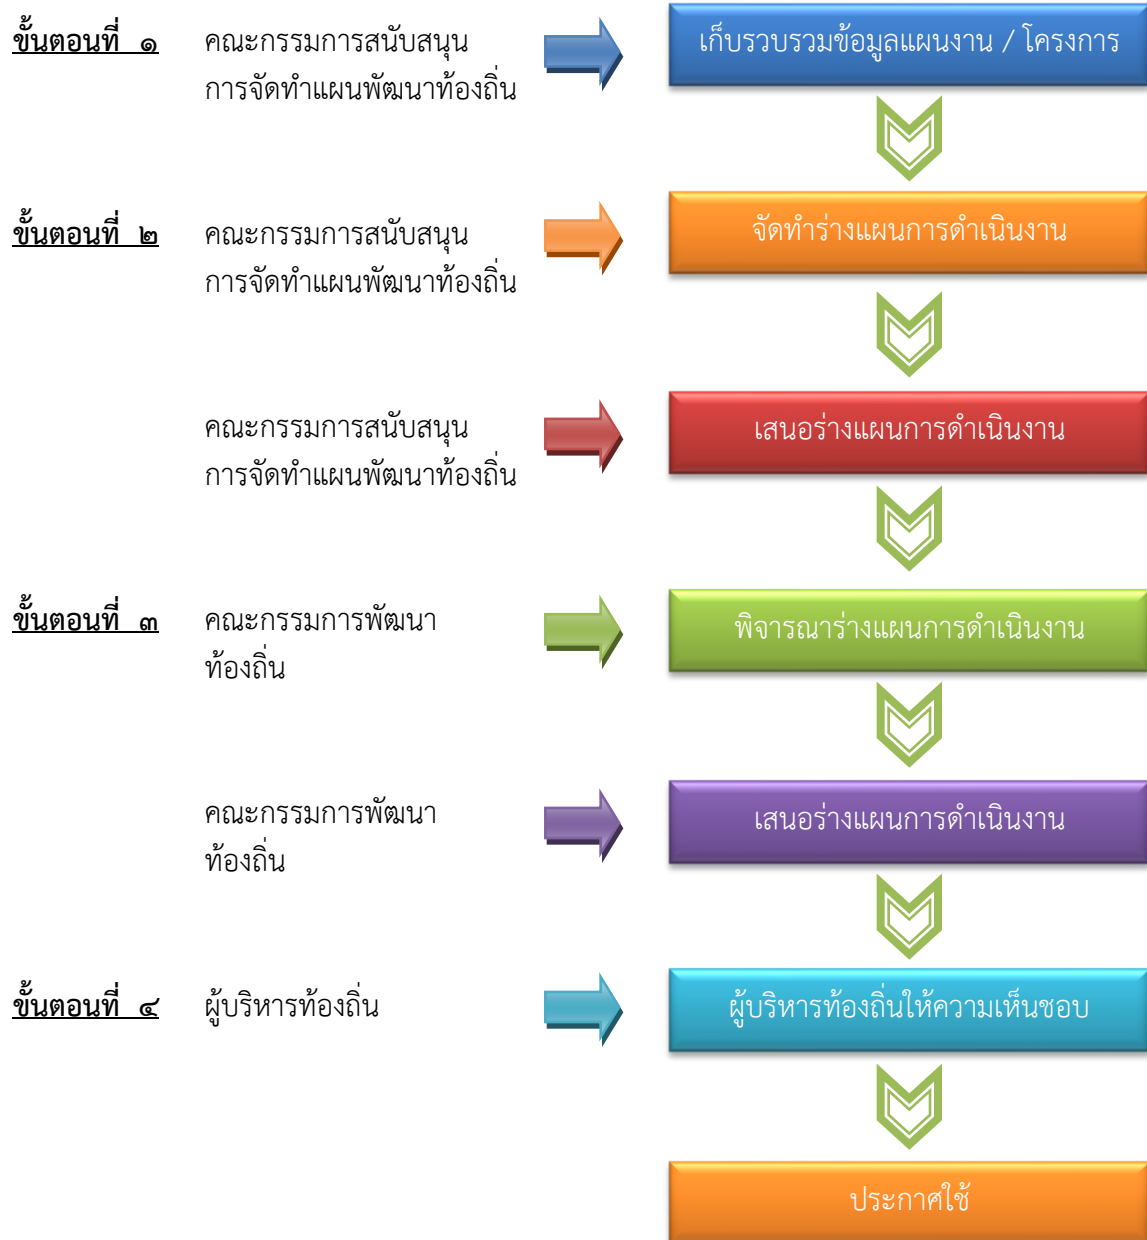 ขั้นตอนที่ ๑ คณะกรรมการสนับสนุน
การจัดทำแผนพัฒนาท้องถิ่น
เก็บรวบรวมข้อมูลแผนงาน / โครงการ
ขั้นตอนที่ ๒ คณะกรรมการสนับสนุน
การจัดทำแผนพัฒนาท้องถิ่น
จัดทำร่างแผนการดำเนินงาน
คณะกรรมการสนับสนุน
การจัดทำแผนพัฒนาท้องถิ่น
เสนอร่างแผนการดำเนินงาน
ขั้นตอนที่ ๓ คณะกรรมการพัฒนา
ท้องถิ่น
พิจารณาร่างแผนการดำเนินงาน
คณะกรรมการพัฒนา
ท้องถิ่น
เสนอร่างแผนการดำเนินงาน
ขั้นตอนที่ ๔ ผู้บริหารท้องถิ่น
ผู้บริหารท้องถิ่นให้ความเห็นชอบ
ประกาศใช้